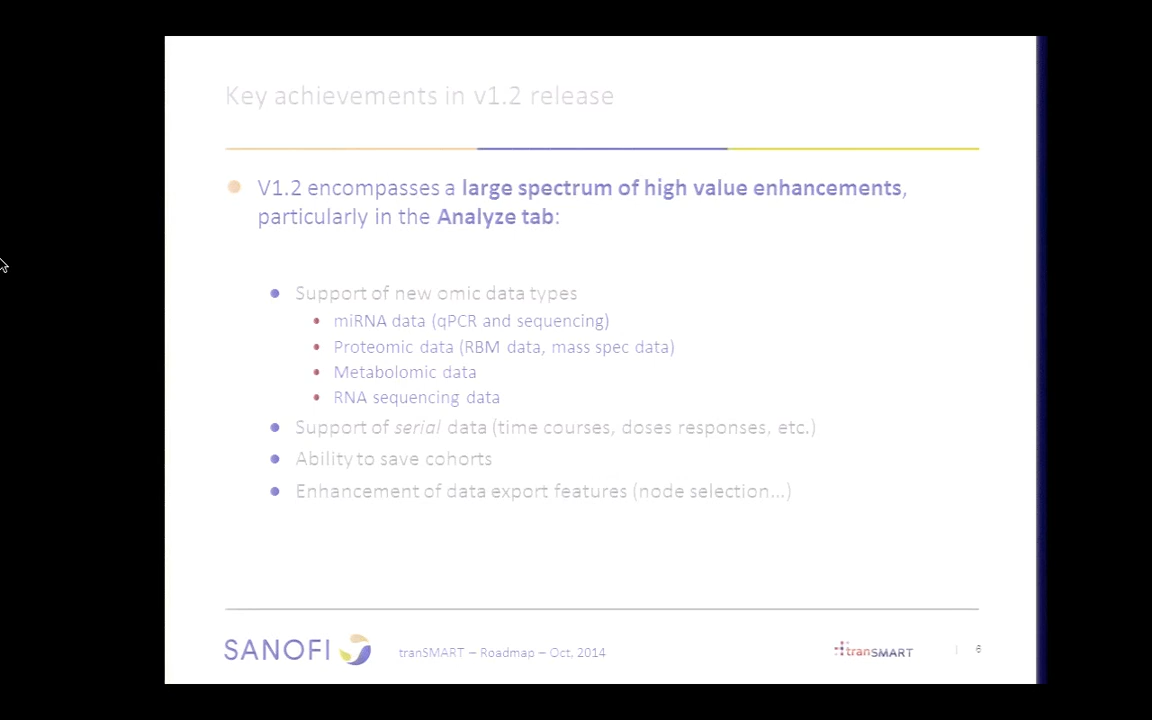 Key achievements in v1.2 release
V1.2 encompasses a large spectrum of high value enhancements,
particularly in the Analyze tab:
Support of new omic data types
miRNA data (qPCR and sequencing)
Proteomic data (RBM data, mass spec data)
Metabolomic data
RNA sequencing data
Support of serial data (time courses, doses responses, etc.)
Ability to save cohorts
Enhancement of data export features (node selection...)
SANOFI tranSMART – Roadmap – Oct, 2014 tranSMART | 6